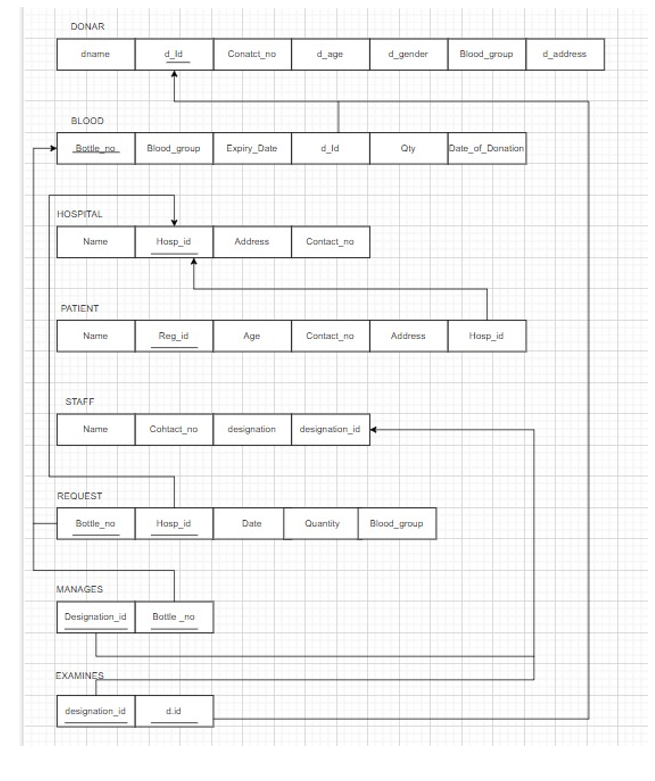 DONAR
dname d_Id Conatct_no d_age d_gender Blood_group d_address
BLOOD
Bottle_no Blood_group Expiry_Date d_Id Qty Date_of_Donation
HOSPITAL
Name Hosp_id Address Contact_no
PATIENT
Name Reg_id Age Contact_no Address Hosp_id
STAFF
Name Cohtact_no designation designation_id
REQUEST
Bottle_no Hosp_id Date Quantity Blood_group
MANAGES
Designation_id Bottle _no
EXAMINES
designation_id d.id